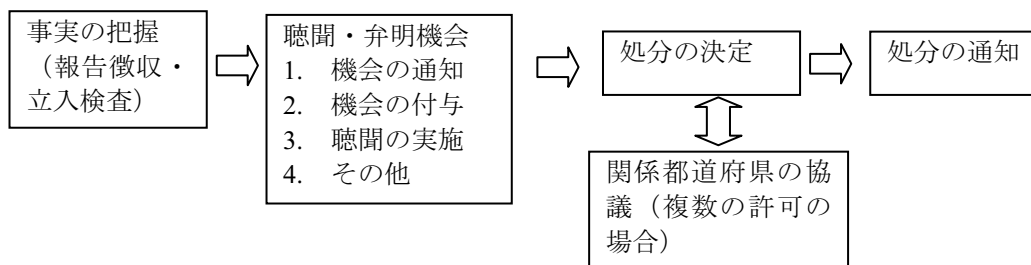 事実の把握
（報告徴収・
立入検査）
聴聞・弁明機会
1. 機会の通知
2. 機会の付与
3. 聴聞の実施
4. その他
処分の決定
処分の通知
関係都道府県の協
議（複数の許可の
場合）